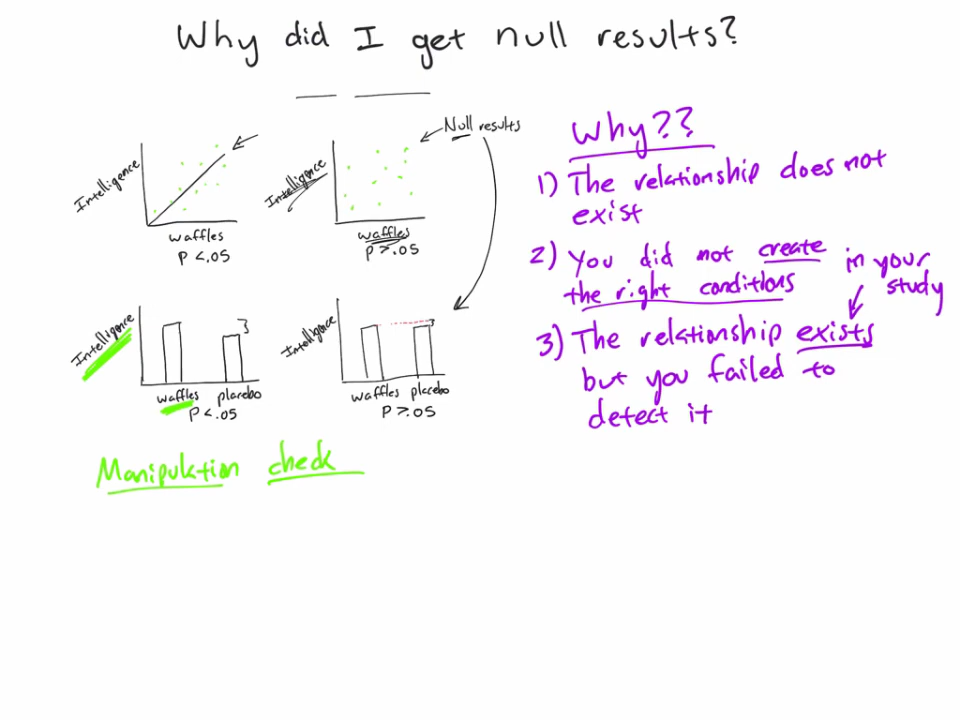 Why did I get null results?
Null results
Intelligence
waffles
P <.05
Intelligence
waffles
P >.05
Intelligence
waffles placebo
P <.05
Intelligence
waffles placebo
P >.05
Manipulation check
Why??
1) The relationship does not
exist
2) You did not create in your
the right conditions study
3) The relationship exists
but you failed to
detect it